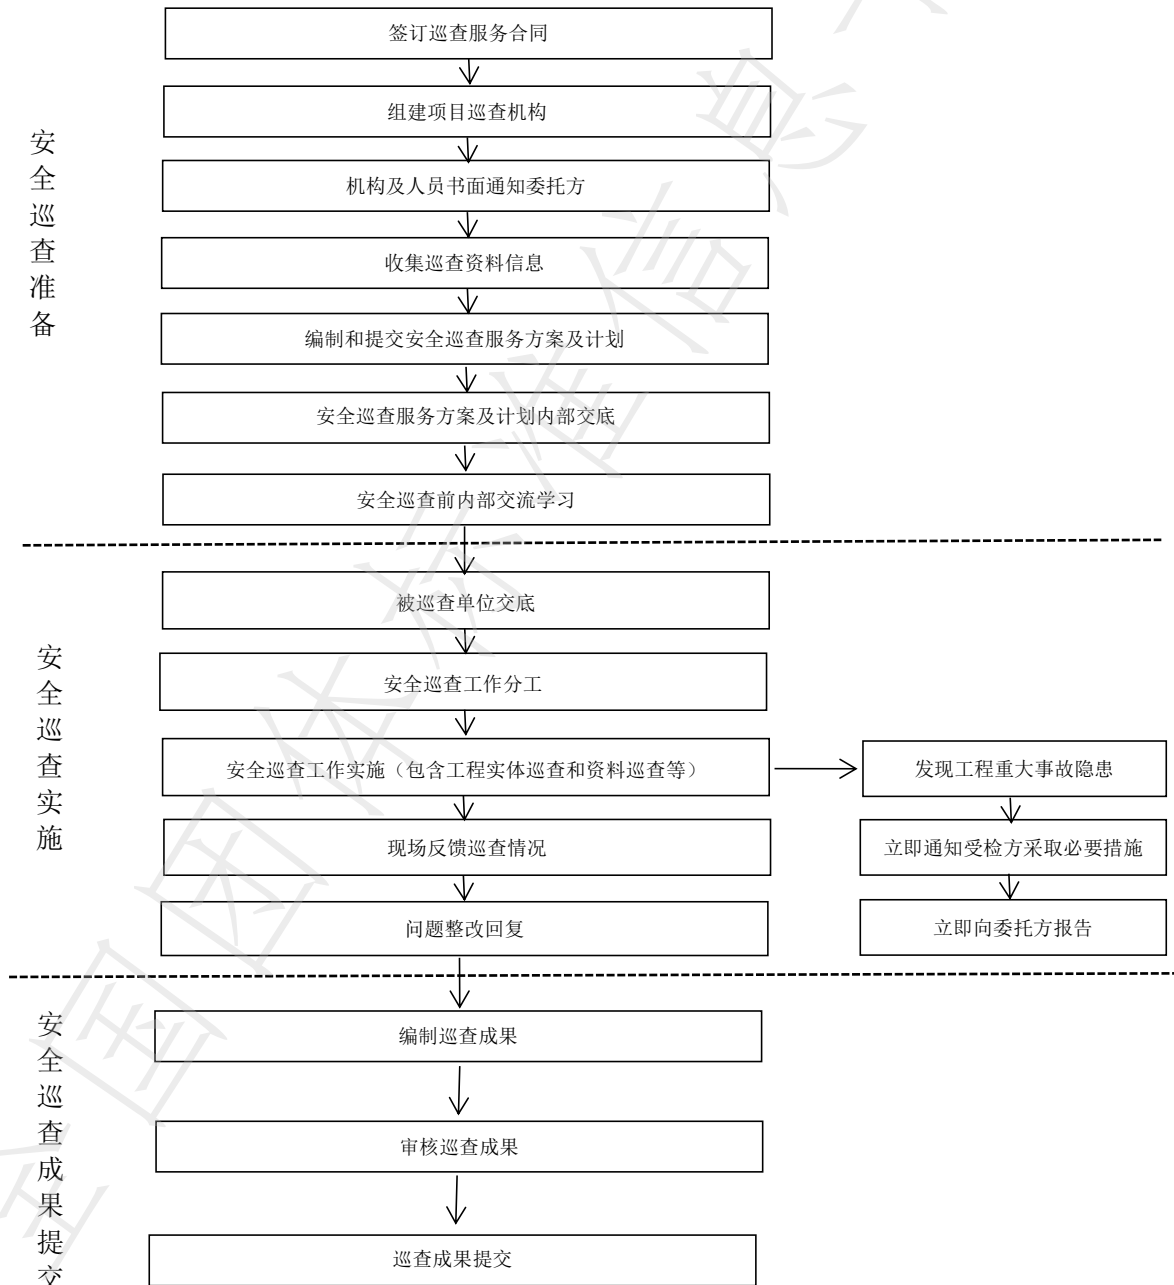 安全巡查准备
签订巡查服务合同
组建项目巡查机构
机构及人员书面通知委托方
收集巡查资料信息
编制和提交安全巡查服务方案及计划
安全巡查服务方案及计划内部交底
安全巡查前内部交流学习
安全巡查实施
被巡查单位交底
安全巡查工作分工
安全巡查工作实施（包含工程实体巡查和资料巡查等）
发现工程重大事故隐患
现场反馈巡查情况
立即通知受检方采取必要措施
问题整改回复
立即向委托方报告
安全巡查成果提交
编制巡查成果
审核巡查成果
巡查成果提交
全国团体标准信息